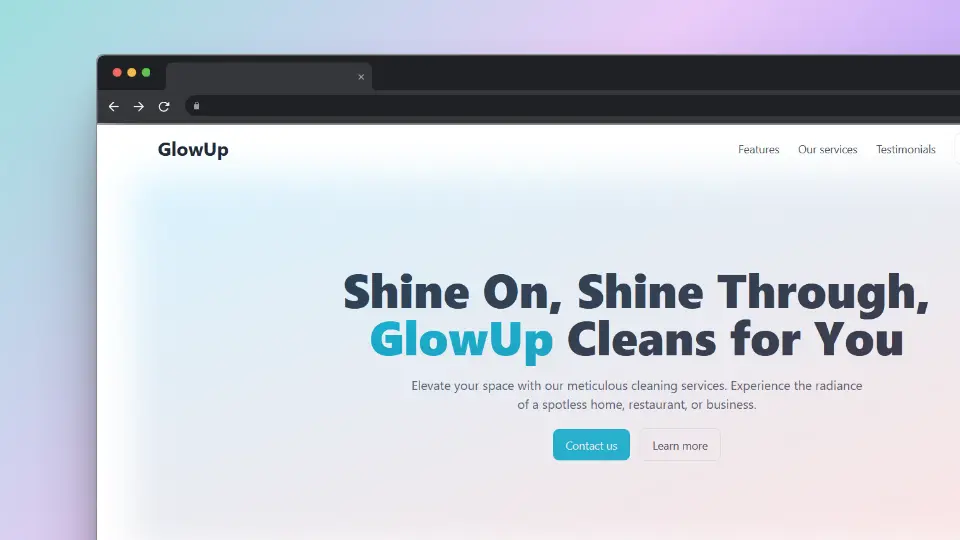 GlowUp
Features Our services Testimonials
Shine On, Shine Through,
GlowUp Cleans for You
Elevate your space with our meticulous cleaning services. Experience the radiance
of a spotless home, restaurant, or business.
Contact us Learn more